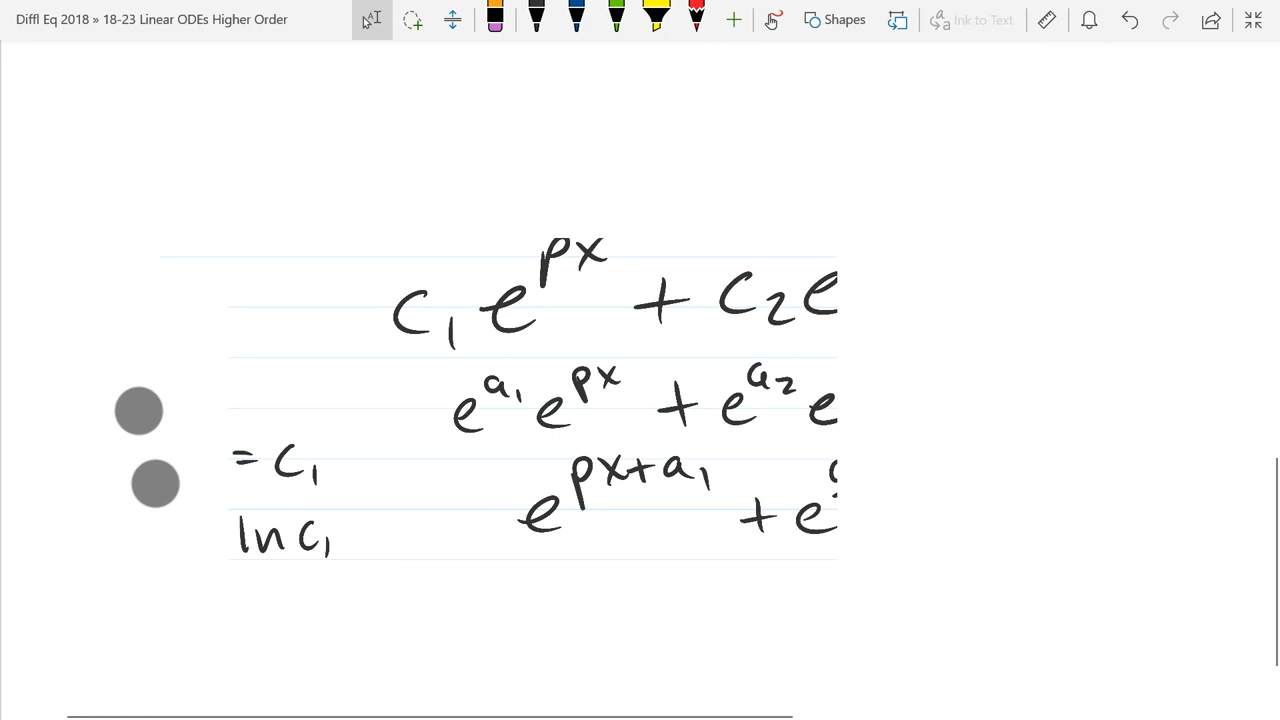 Diffl Eq 2018 » 18-23 Linear ODEs Higher Order
Shapes
Ink to Text
c₁ e^px + c₂e
e^a₁ e^px + e^a₂ e
= c₁
e^px+a₁ + e
ln c₁